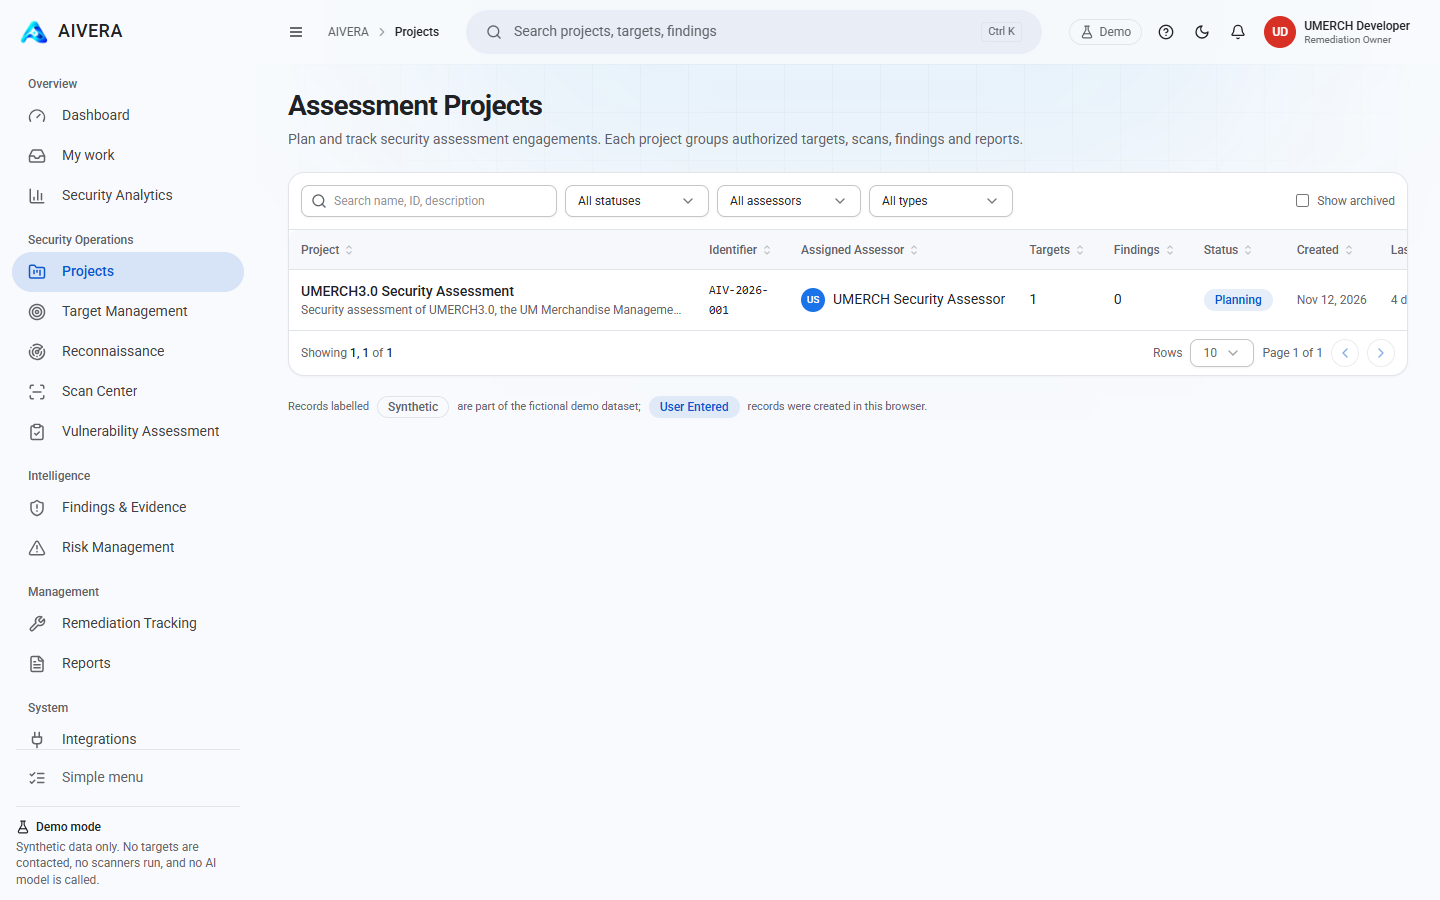 AIVERA
AIVERA > Projects
Search projects, targets, findings
Ctrl K
Demo
UD
UMERCH Developer
Remediation Owner
Overview
Dashboard
My work
Security Analytics
Security Operations
Projects
Target Management
Reconnaissance
Scan Center
Vulnerability Assessment
Intelligence
Findings & Evidence
Risk Management
Management
Remediation Tracking
Reports
System
Integrations
Simple menu
Demo mode
Synthetic data only. No targets are
contacted, no scanners run, and no AI
model is called.
Assessment Projects
Plan and track security assessment engagements. Each project groups authorized targets, scans, findings and reports.
Search name, ID, description
All statuses
All assessors
All types
Show archived
Project Identifier Assigned Assessor Targets Findings Status Created Las
UMERCH3.0 Security Assessment
Security assessment of UMERCH3.0, the UM Merchandise Manageme...
AIV-2026-
001
US UMERCH Security Assessor 1 0 Planning Nov 12, 2026 4 d
Showing 1, 1 of 1
Rows 10 Page 1 of 1
Records labelled Synthetic are part of the fictional demo dataset; User Entered records were created in this browser.